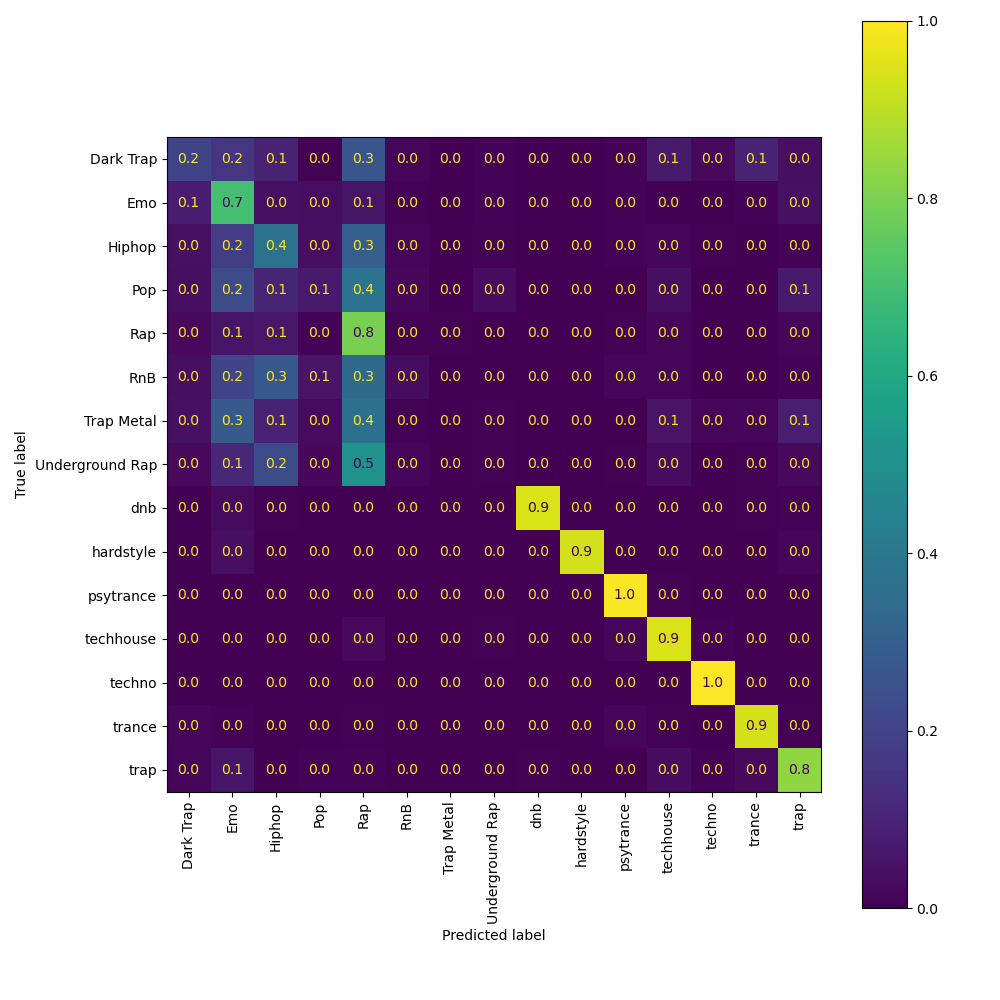 1.0
Dark Trap 0.2 0.2 0.1 0.0 0.3 0.0 0.0 0.0 0.0 0.0 0.0 0.1 0.0 0.1 0.0
Emo 0.1 0.7 0.0 0.0 0.1 0.0 0.0 0.0 0.0 0.0 0.0 0.0 0.0 0.0 0.0
0.8
Hiphop 0.0 0.2 0.4 0.0 0.3 0.0 0.0 0.0 0.0 0.0 0.0 0.0 0.0 0.0 0.0
Pop 0.0 0.2 0.1 0.1 0.4 0.0 0.0 0.0 0.0 0.0 0.0 0.0 0.0 0.0 0.1
Rap 0.0 0.1 0.1 0.0 0.8 0.0 0.0 0.0 0.0 0.0 0.0 0.0 0.0 0.0 0.0
RnB 0.0 0.2 0.3 0.1 0.3 0.0 0.0 0.0 0.0 0.0 0.0 0.0 0.0 0.0 0.0
0.6
Trap Metal 0.0 0.3 0.1 0.0 0.4 0.0 0.0 0.0 0.0 0.0 0.0 0.1 0.0 0.0 0.1
True label
Underground Rap 0.0 0.1 0.2 0.0 0.5 0.0 0.0 0.0 0.0 0.0 0.0 0.0 0.0 0.0 0.0
dnb 0.0 0.0 0.0 0.0 0.0 0.0 0.0 0.0 0.9 0.0 0.0 0.0 0.0 0.0 0.0
hardstyle 0.0 0.0 0.0 0.0 0.0 0.0 0.0 0.0 0.0 0.9 0.0 0.0 0.0 0.0 0.0
0.4
psytrance 0.0 0.0 0.0 0.0 0.0 0.0 0.0 0.0 0.0 0.0 1.0 0.0 0.0 0.0 0.0
techhouse 0.0 0.0 0.0 0.0 0.0 0.0 0.0 0.0 0.0 0.0 0.0 0.9 0.0 0.0 0.0
techno 0.0 0.0 0.0 0.0 0.0 0.0 0.0 0.0 0.0 0.0 0.0 0.0 1.0 0.0 0.0
trance 0.0 0.0 0.0 0.0 0.0 0.0 0.0 0.0 0.0 0.0 0.0 0.0 0.0 0.9 0.0
0.2
trap 0.0 0.1 0.0 0.0 0.0 0.0 0.0 0.0 0.0 0.0 0.0 0.0 0.0 0.0 0.8
Dark Trap
Emo
Hiphop
Pop
Rap
RnB
Trap Metal
Underground Rap
dnb
hardstyle
psytrance
techhouse
techno
trance
trap
0.0
Predicted label